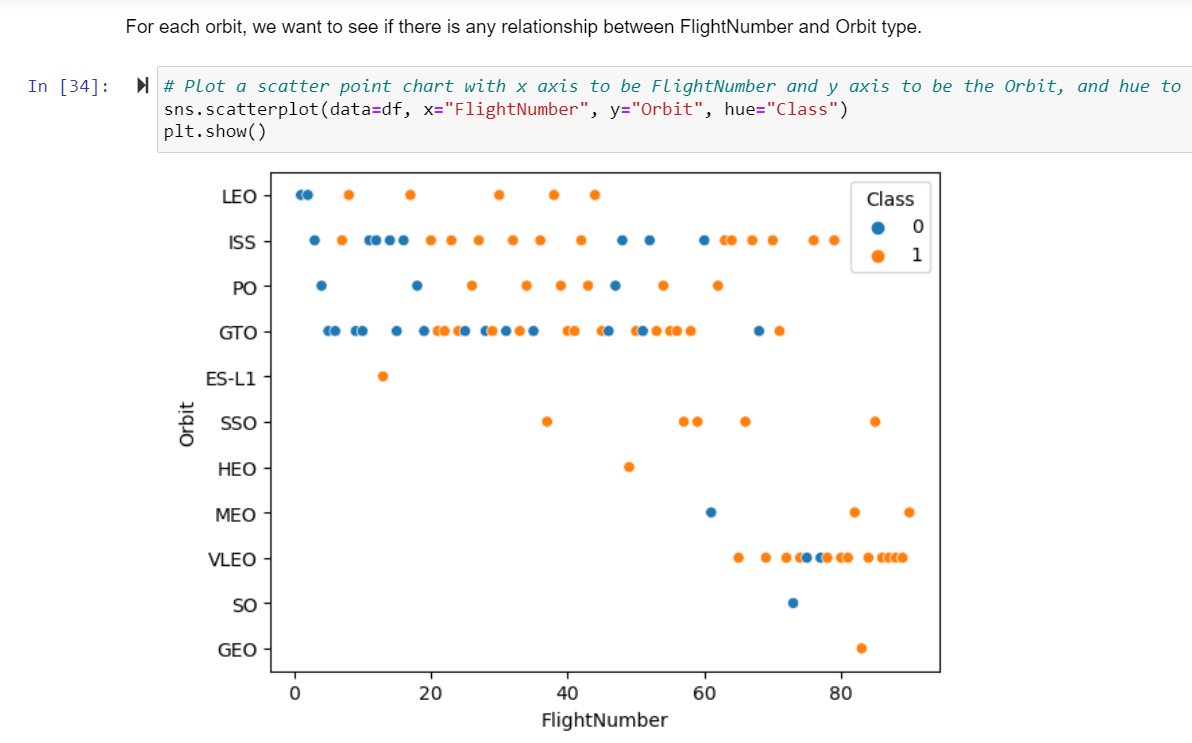 For each orbit, we want to see if there is any relationship between FlightNumber and Orbit type.
In [34]:
# Plot a scatter point chart with x axis to be FlightNumber and y axis to be the Orbit, and hue to
sns.scatterplot(data=df, x="FlightNumber", y="Orbit", hue="Class")
plt.show()
Class
0
1
LEO
ISS
PO
GTO
ES-L1
SSO
HEO
MEO
VLEO
SO
GEO
Orbit
0 20 40 60 80
FlightNumber